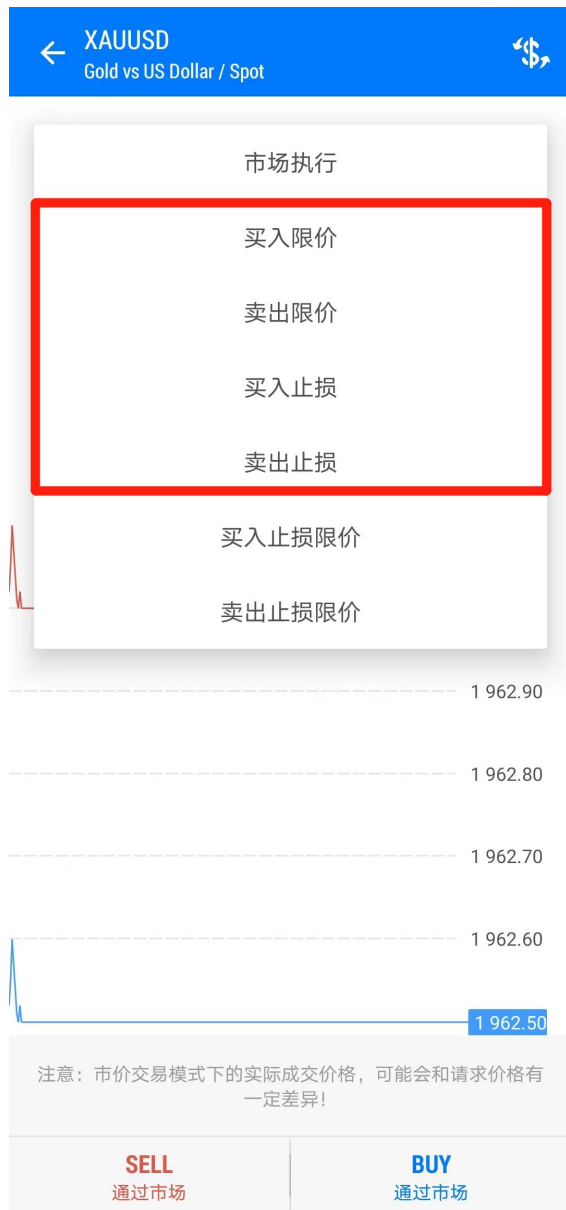 XAUUSD
Gold vs US Dollar / Spot
市场执行
买入限价
卖出限价
买入止损
卖出止损
买入止损限价
卖出止损限价
1 962.90
1 962.80
1 962.70
1 962.60
1 962.50
注意：市价交易模式下的实际成交价格，可能会和请求价格有
一定差异！
SELL
通过市场
BUY
通过市场